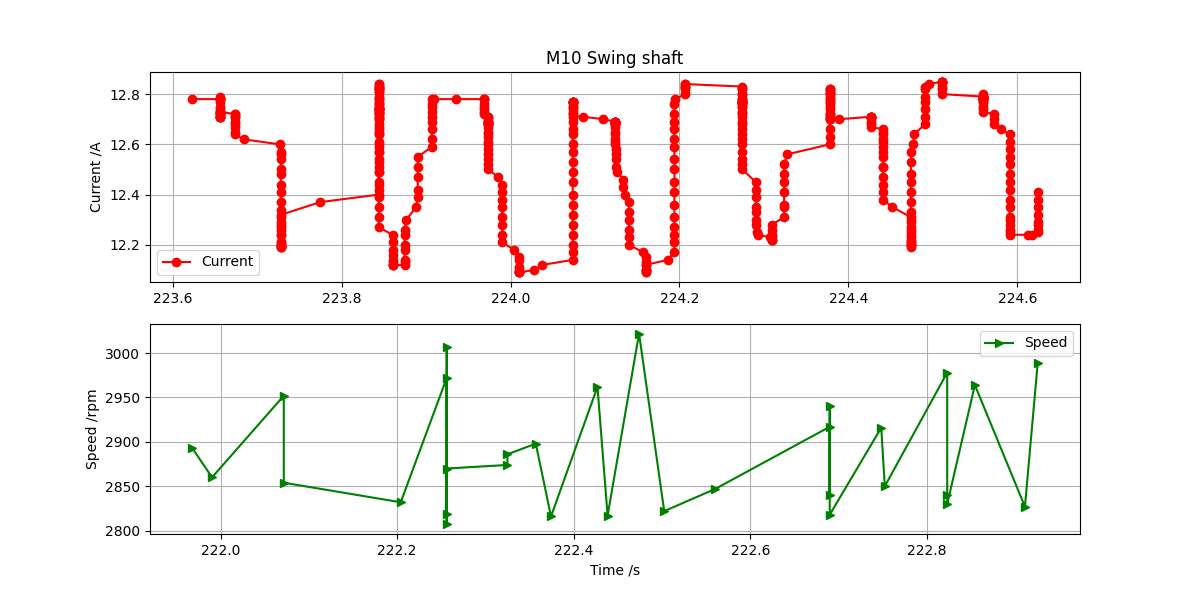 M10 Swing shaft
Current /A
12.8
12.6
12.4
12.2
Current
223.6 223.8 224.0 224.2 224.4 224.6
Speed /rpm
3000
2950
2900
2850
2800
Speed
222.0 222.2 222.4 222.6 222.8
Time /s